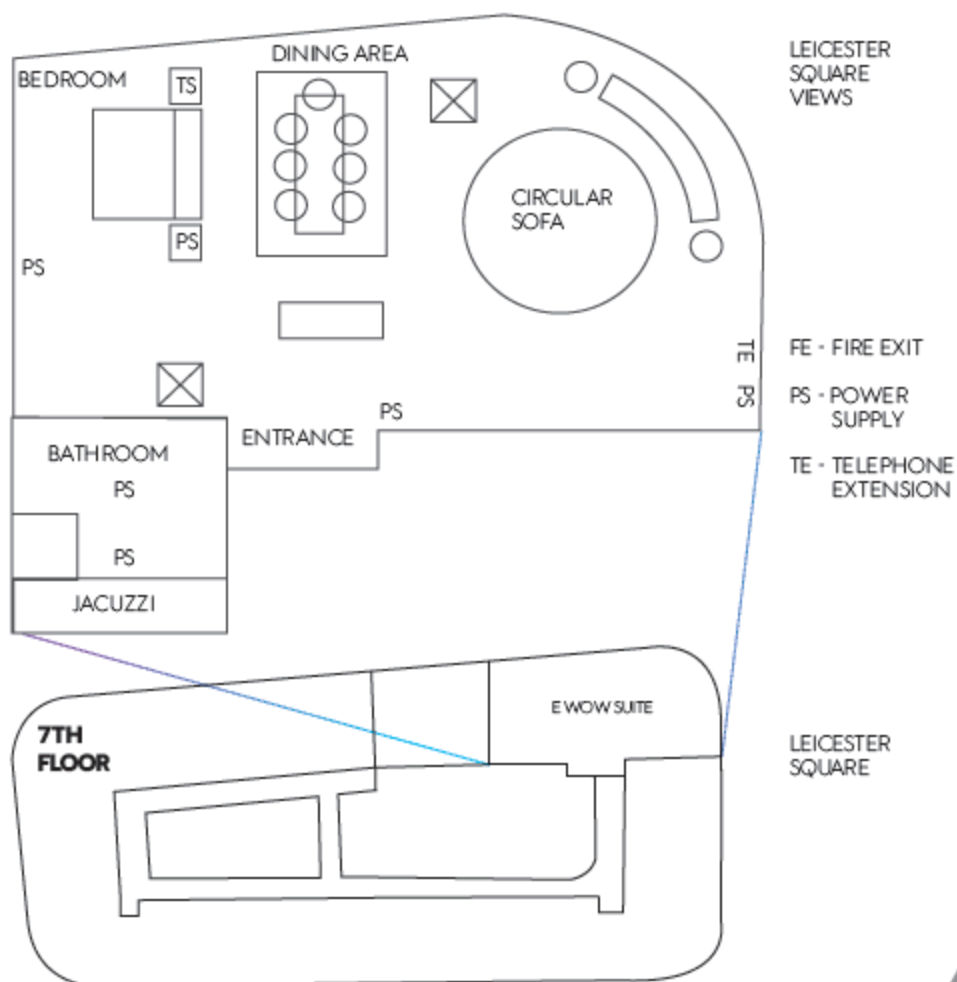 DINING AREA
BEDROOM
TS
PS
PS
CIRCULAR
SOFA
TE
PS
PS
ENTRANCE
BATHROOM
PS
PS
JACUZZI
LEICESTER
SQUARE
VIEWS
FE - FIRE EXIT
PS - POWER
SUPPLY
TE - TELEPHONE
EXTENSION
7TH
FLOOR
E WOW SUITE
LEICESTER
SQUARE